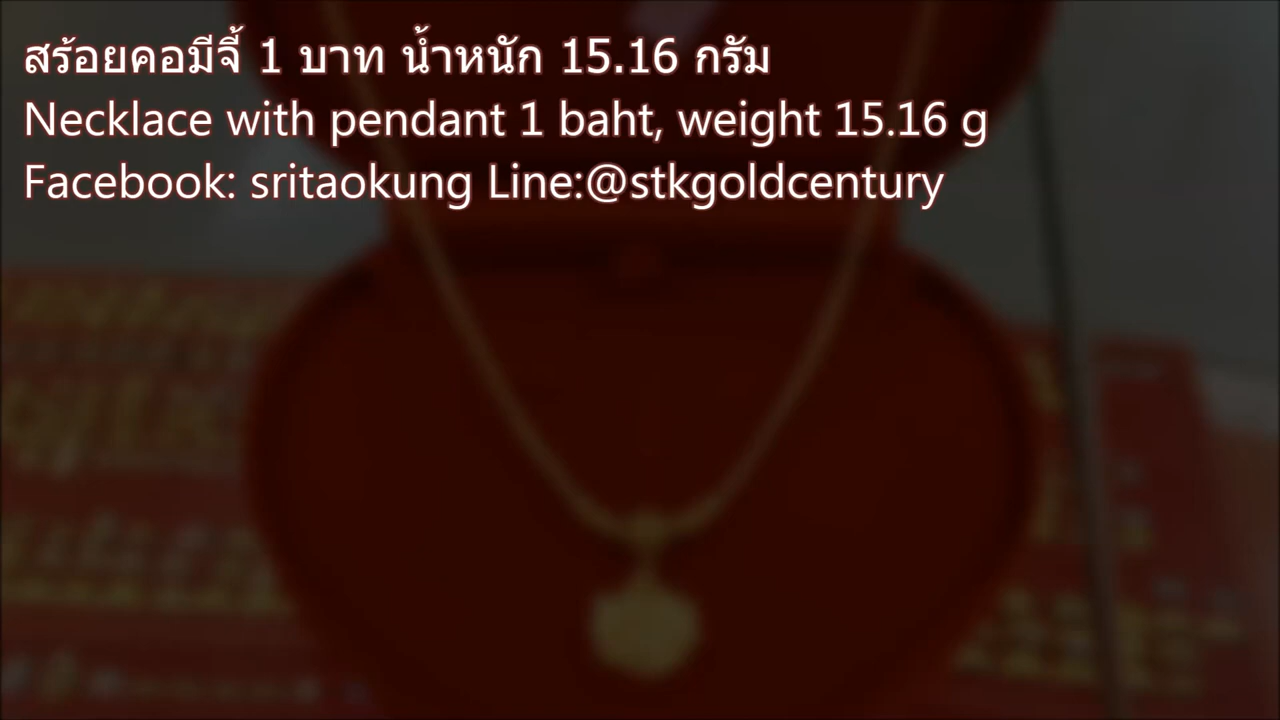 สร้อยคอมีจี้ 1 บาท น้ำหนัก 15.16 กรัม
Necklace with pendant 1 baht, weight 15.16 g
Facebook: sritaokung Line:@stkgoldcentury